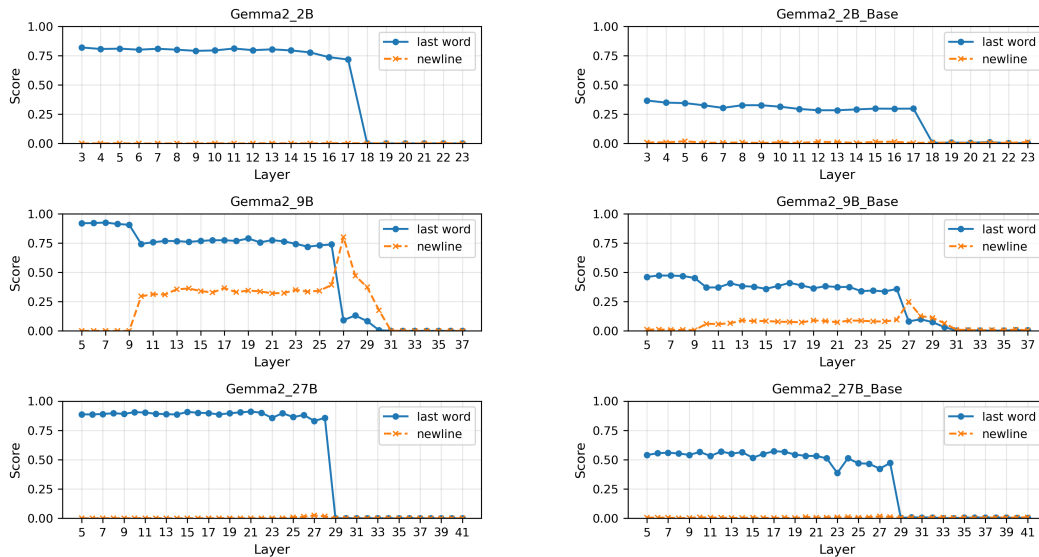 Gemma2_2B
1.00
0.75
0.50
0.25
0.00
Score
last word
newline
3 4 5 6 7 8 9 10 11 12 13 14 15 16 17 18 19 20 21 22 23
Layer
Gemma2_2B_Base
1.00
0.75
0.50
0.25
0.00
Score
last word
newline
3 4 5 6 7 8 9 10 11 12 13 14 15 16 17 18 19 20 21 22 23
Layer
Gemma2_9B
1.00
0.75
0.50
0.25
0.00
Score
last word
newline
5 7 9 11 13 15 17 19 21 23 25 27 29 31 33 35 37
Layer
Gemma2_9B_Base
1.00
0.75
0.50
0.25
0.00
Score
last word
newline
5 7 9 11 13 15 17 19 21 23 25 27 29 31 33 35 37
Layer
Gemma2_27B
1.00
0.75
0.50
0.25
0.00
Score
last word
newline
5 7 9 11 13 15 17 19 21 23 25 27 29 31 33 35 37 39 41
Layer
Gemma2_27B_Base
1.00
0.75
0.50
0.25
0.00
Score
last word
newline
5 7 9 11 13 15 17 19 21 23 25 27 29 31 33 35 37 39 41
Layer